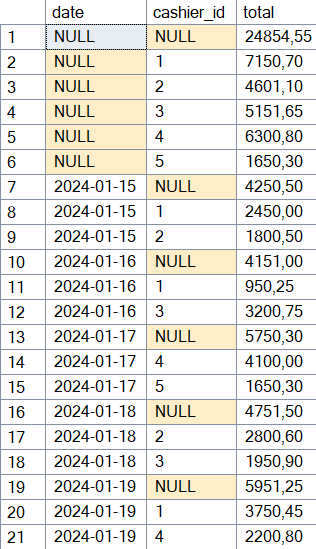 date cashier_id total
1 NULL NULL 24854,55
2 NULL 1 7150,70
3 NULL 2 4601,10
4 NULL 3 5151,65
5 NULL 4 6300,80
6 NULL 5 1650,30
7 2024-01-15 NULL 4250,50
8 2024-01-15 1 2450,00
9 2024-01-15 2 1800,50
10 2024-01-16 NULL 4151,00
11 2024-01-16 1 950,25
12 2024-01-16 3 3200,75
13 2024-01-17 NULL 5750,30
14 2024-01-17 4 4100,00
15 2024-01-17 5 1650,30
16 2024-01-18 NULL 4751,50
17 2024-01-18 2 2800,60
18 2024-01-18 3 1950,90
19 2024-01-19 NULL 5951,25
20 2024-01-19 1 3750,45
21 2024-01-19 4 2200,80